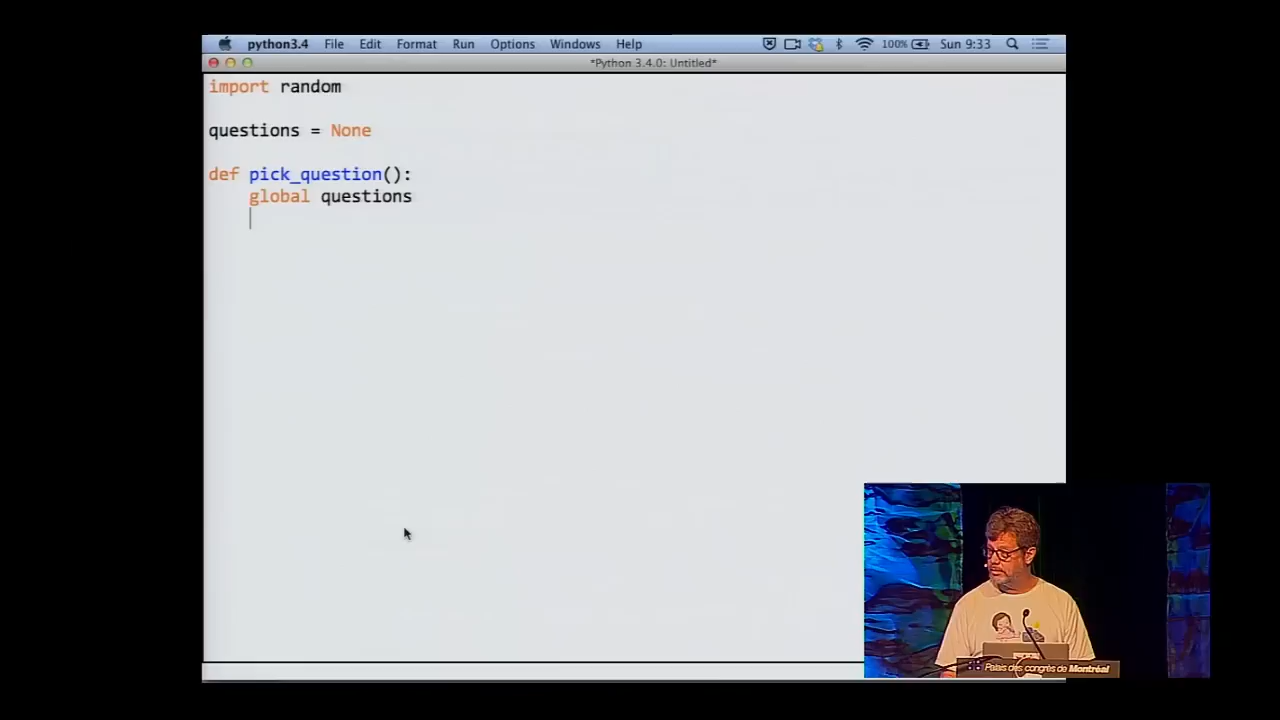 python3.4 File Edit Format Run Options Windows Help 100% Sun 9:33
*Python 3.4.0: Untitled*
import random
questions = None
def pick_question():
global questions
Palais des congrès de Montréal